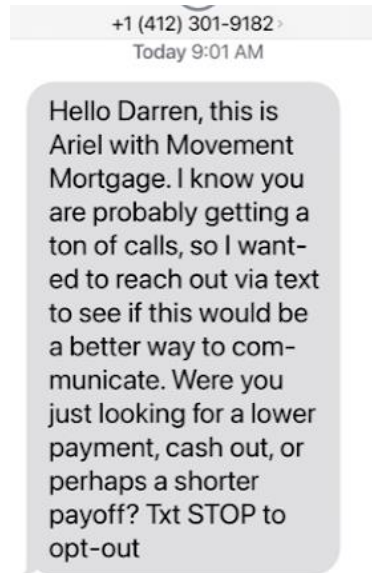 +1 (412) 301-9182 >
Today 9:01 AM
Hello Darren, this is
Ariel with Movement
Mortgage. I know you
are probably getting a
ton of calls, so I want-
ed to reach out via text
to see if this would be
a better way to com-
municate. Were you
just looking for a lower
payment, cash out, or
perhaps a shorter
payoff? Txt STOP to
opt-out